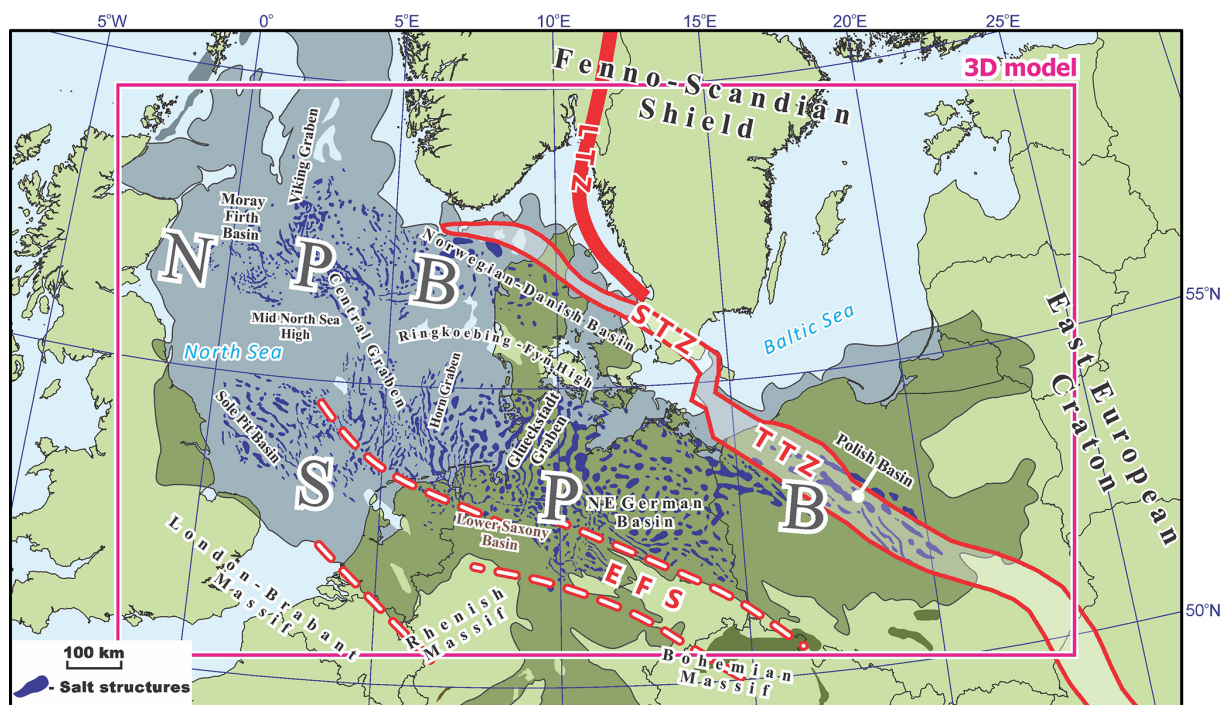 5°W
0°
5°E
10°E
15°E
20°E
25°E
3D model
Fenno-Scandian
Shield
LTZ
Viking Graben
Moray
Firth
Basin
N P B
Norwegian-Danish Basin
Central Graben
STZ
55°N
Mid North Sea
High
Ringkoebing-Fyn High
North Sea
Baltic Sea
East European
Craton
Horn Graben
Sole Pit Basin
Glueckstadt
Graben
TTZ
Polish Basin
S P B
NE German
Basin
Lower Saxony
Basin
EFS
London-Brabant
Massif
Rhenish
Massif
50°N
Bohemian
Massif
100 km
- Salt structures